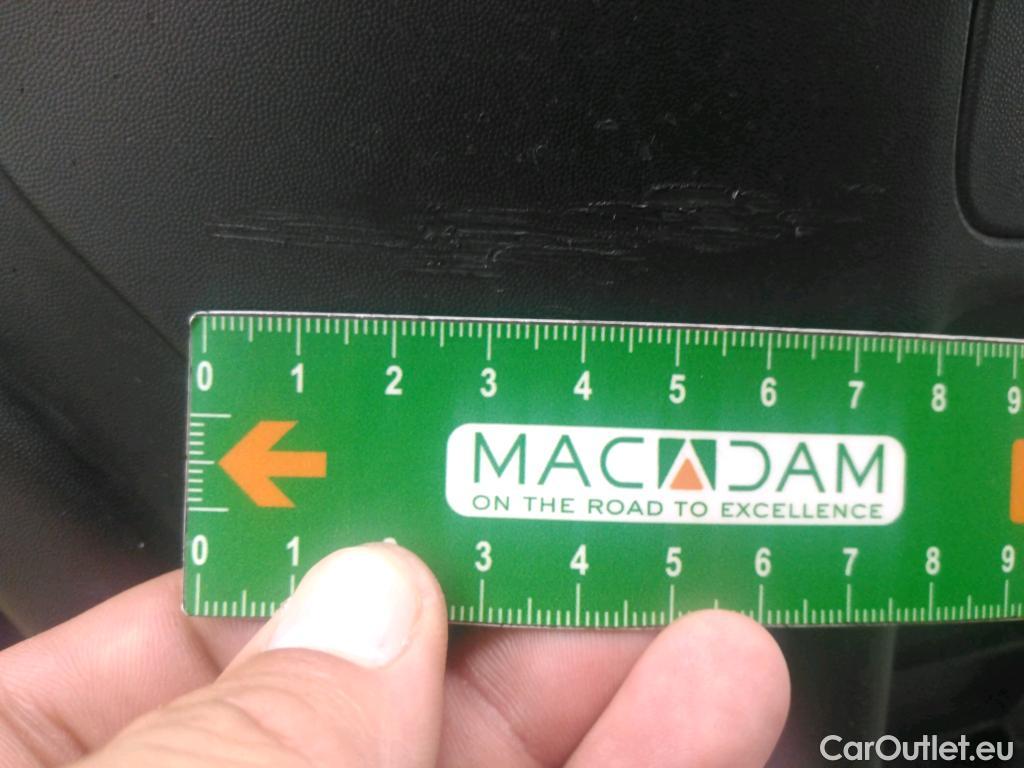 0 1 2 3 4 5 6 7 8 9
MACADAM
ON THE ROAD TO EXCELLENCE
0 1 3 4 5 6 7 8 9
CarOutlet.eu